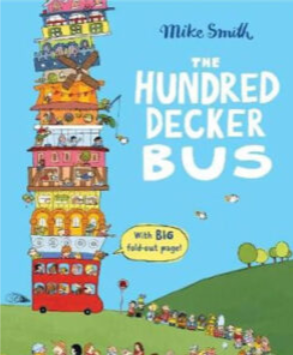 Mike Smith
THE
HUNDRED
DECKER
BUS
With BIG
fold-out page!